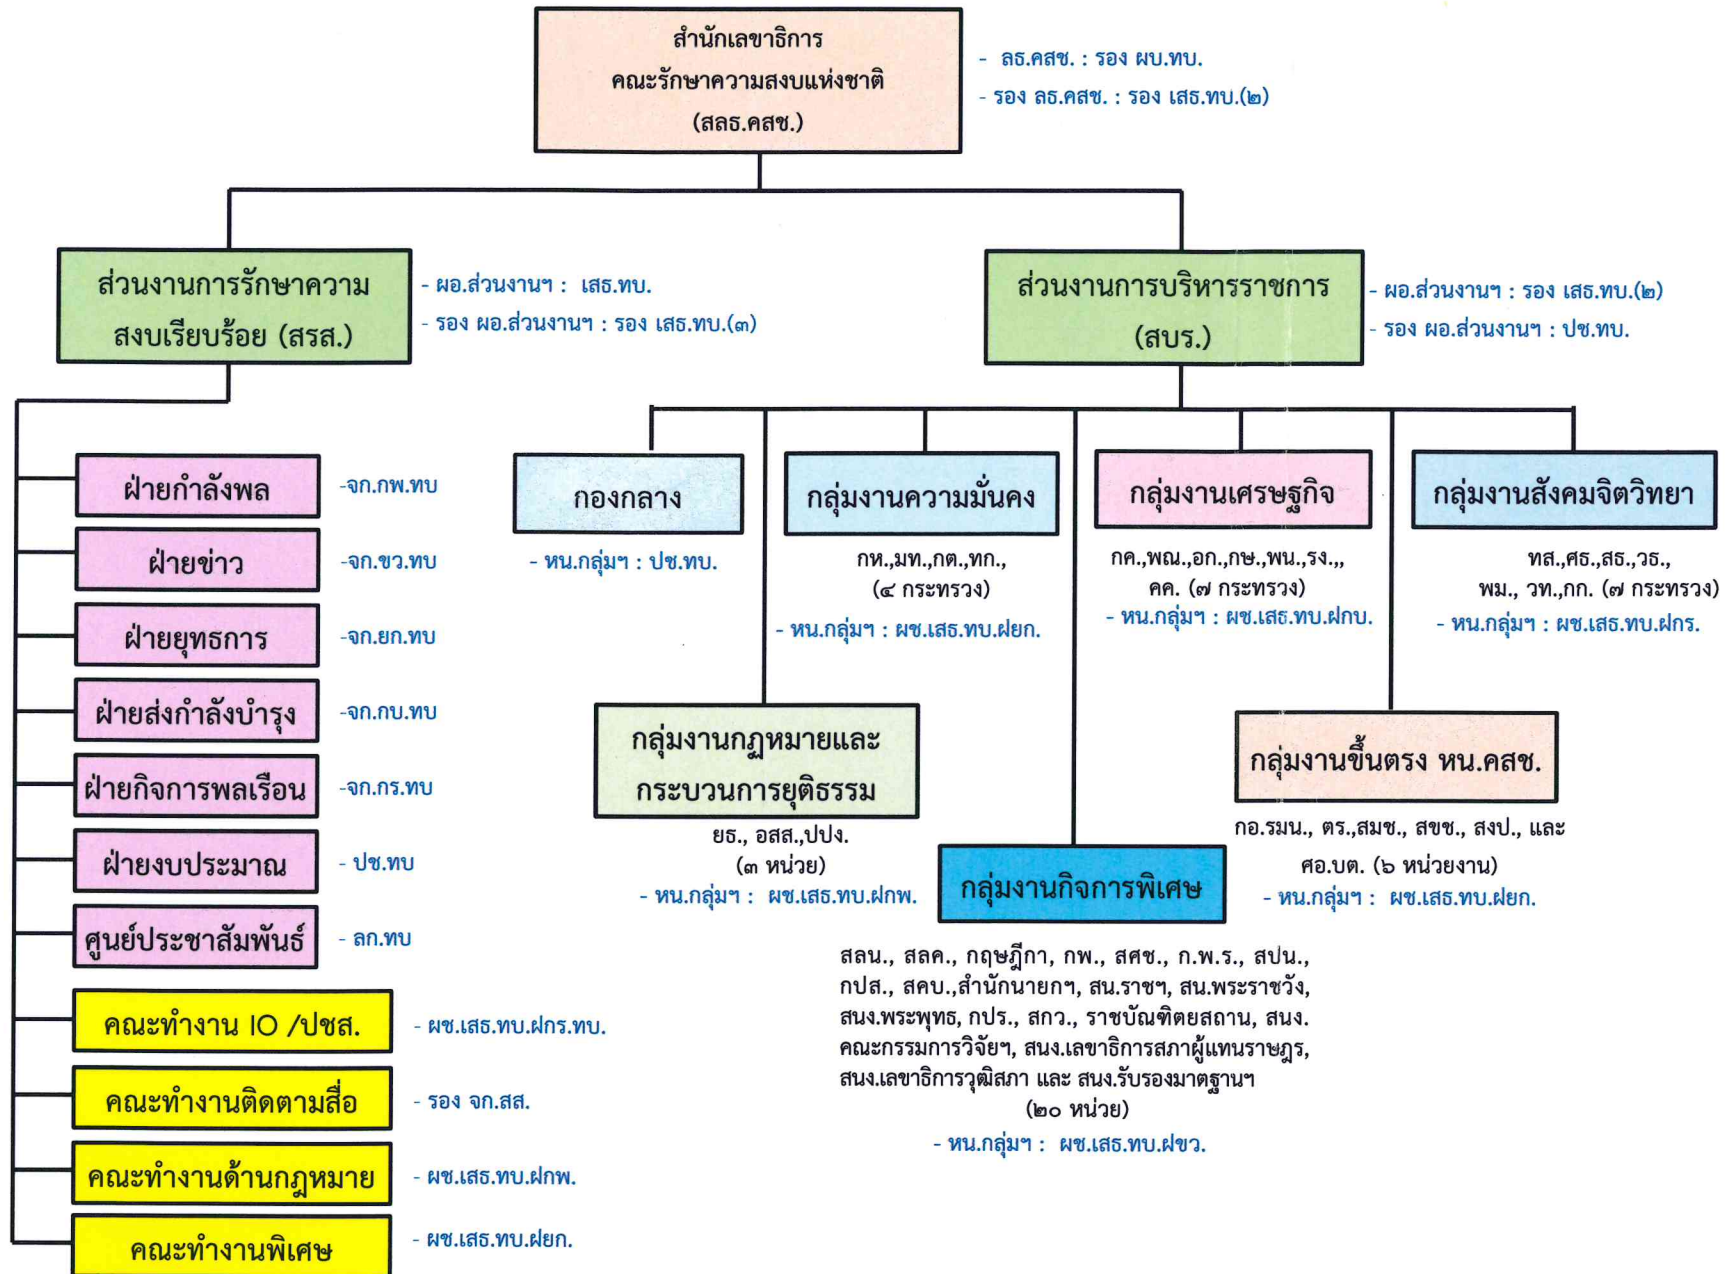 สำนักเลขาธิการ
คณะรักษาความสงบแห่งชาติ
(สลธ.คสช.)
- ลธ.คสช. : รอง ผบ.ทบ.
- รอง ลธ.คสช. : รอง เสธ.ทบ.(๒)
ส่วนงานการรักษาความ
สงบเรียบร้อย (สรส.)
- ผอ.ส่วนงานฯ : เสธ.ทบ.
- รอง ผอ.ส่วนงานฯ : รอง เสธ.ทบ.(๓)
ส่วนงานการบริหารราชการ
(สบร.)
- ผอ.ส่วนงานฯ : รอง เสธ.ทบ.(๒)
- รอง ผอ.ส่วนงานฯ : ปช.ทบ.
ฝ่ายกำลังพล
-จก.กพ.ทบ
ฝ่ายข่าว
-จก.ขว.ทบ
ฝ่ายยุทธการ
-จก.ยก.ทบ
ฝ่ายส่งกำลังบำรุง
-จก.กบ.ทบ
ฝ่ายกิจการพลเรือน
-จก.กร.ทบ
ฝ่ายงบประมาณ
- ปช.ทบ
ศูนย์ประชาสัมพันธ์
- ลก.ทบ
คณะทำงาน IO /ปชส.
- ผช.เสธ.ทบ.ฝกร.ทบ.
คณะทำงานติดตามสื่อ
- รอง จก.สส.
คณะทำงานด้านกฎหมาย
- ผช.เสธ.ทบ.ฝกพ.
คณะทำงานพิเศษ
- ผช.เสธ.ทบ.ฝยก.
กองกลาง
- หน.กลุ่มฯ : ปช.ทบ.
กลุ่มงานความมั่นคง
กห.,มท.,กต.,ทก.,
(๔ กระทรวง)
- หน.กลุ่มฯ : ผช.เสธ.ทบ.ฝยก.
กลุ่มงานเศรษฐกิจ
กค.,พณ.,อก.,กษ.,พน.,รง.,,
คค. (๗ กระทรวง)
- หน.กลุ่มฯ : ผช.เสธ.ทบ.ฝกบ.
กลุ่มงานสังคมจิตวิทยา
ทส.,ศธ.,สธ.,วธ.,
พม., วท.,กก. (๗ กระทรวง)
- หน.กลุ่มฯ : ผช.เสธ.ทบ.ฝกร.
กลุ่มงานกฎหมายและ
กระบวนการยุติธรรม
ยธ., อสส.,ปปง.
(๓ หน่วย)
- หน.กลุ่มฯ : ผช.เสธ.ทบ.ฝกพ.
กลุ่มงานกิจการพิเศษ
สลน., สลค., กฤษฎีกา, กพ., สศช., ก.พ.ร., สปน.,
กปส., สคบ.,สำนักนายกฯ, สน.ราชฯ, สน.พระราชวัง,
สนง.พระพุทธ, กปร., สกว., ราชบัณฑิตยสถาน, สนง.
คณะกรรมการวิจัยฯ, สนง.เลขาธิการสภาผู้แทนราษฎร,
สนง.เลขาธิการวุฒิสภา และ สนง.รับรองมาตฐานฯ
(๒๐ หน่วย)
- หน.กลุ่มฯ : ผช.เสธ.ทบ.ฝขว.
กลุ่มงานขึ้นตรง หน.คสช.
กอ.รมน., ตร.,สมช., สขช., สงป., และ
ศอ.บต. (๖ หน่วยงาน)
- หน.กลุ่มฯ : ผช.เสธ.ทบ.ฝยก.